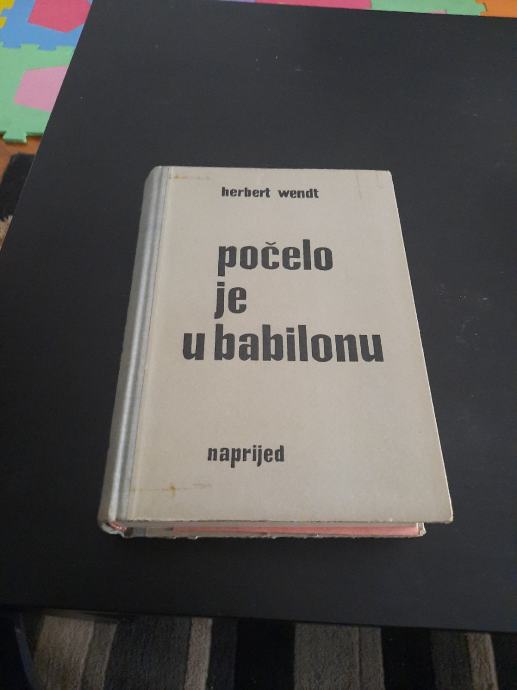 herbert wendt
počelo
je
u babilonu
naprijed